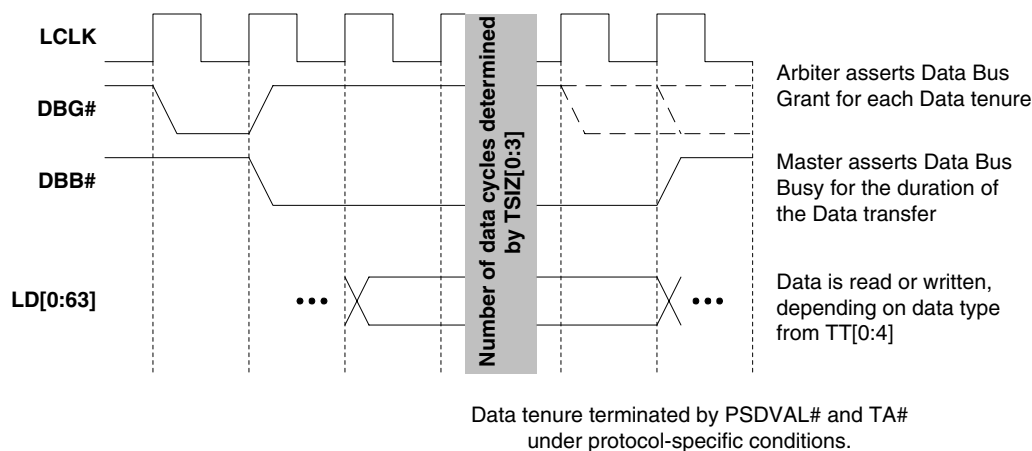 LCLK
DBG#
DBB#
LD[0:63]
Number of data cycles determined
by TSIZ[0:3]
Arbiter asserts Data Bus
Grant for each Data tenure
Master asserts Data Bus
Busy for the duration of
the Data transfer
Data is read or written,
depending on data type
from TT[0:4]
Data tenure terminated by PSDVAL# and TA#
under protocol-specific conditions.